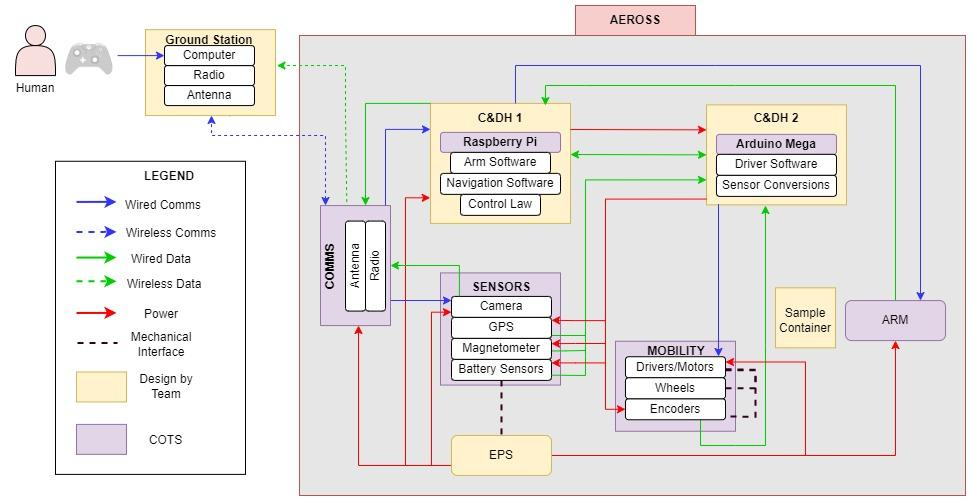 AEROSS
Human
Ground Station
Computer
Radio
Antenna
LEGEND
Wired Comms
Wireless Comms
Wired Data
Wireless Data
Power
Mechanical
Interface
Design by
Team
COTS
COMMS
Antenna
Radio
C&DH 1
Raspberry Pi
Arm Software
Navigation Software
Control Law
C&DH 2
Arduino Mega
Driver Software
Sensor Conversions
SENSORS
Camera
GPS
Magnetometer
Battery Sensors
MOBILITY
Drivers/Motors
Wheels
Encoders
Sample
Container
ARM
EPS